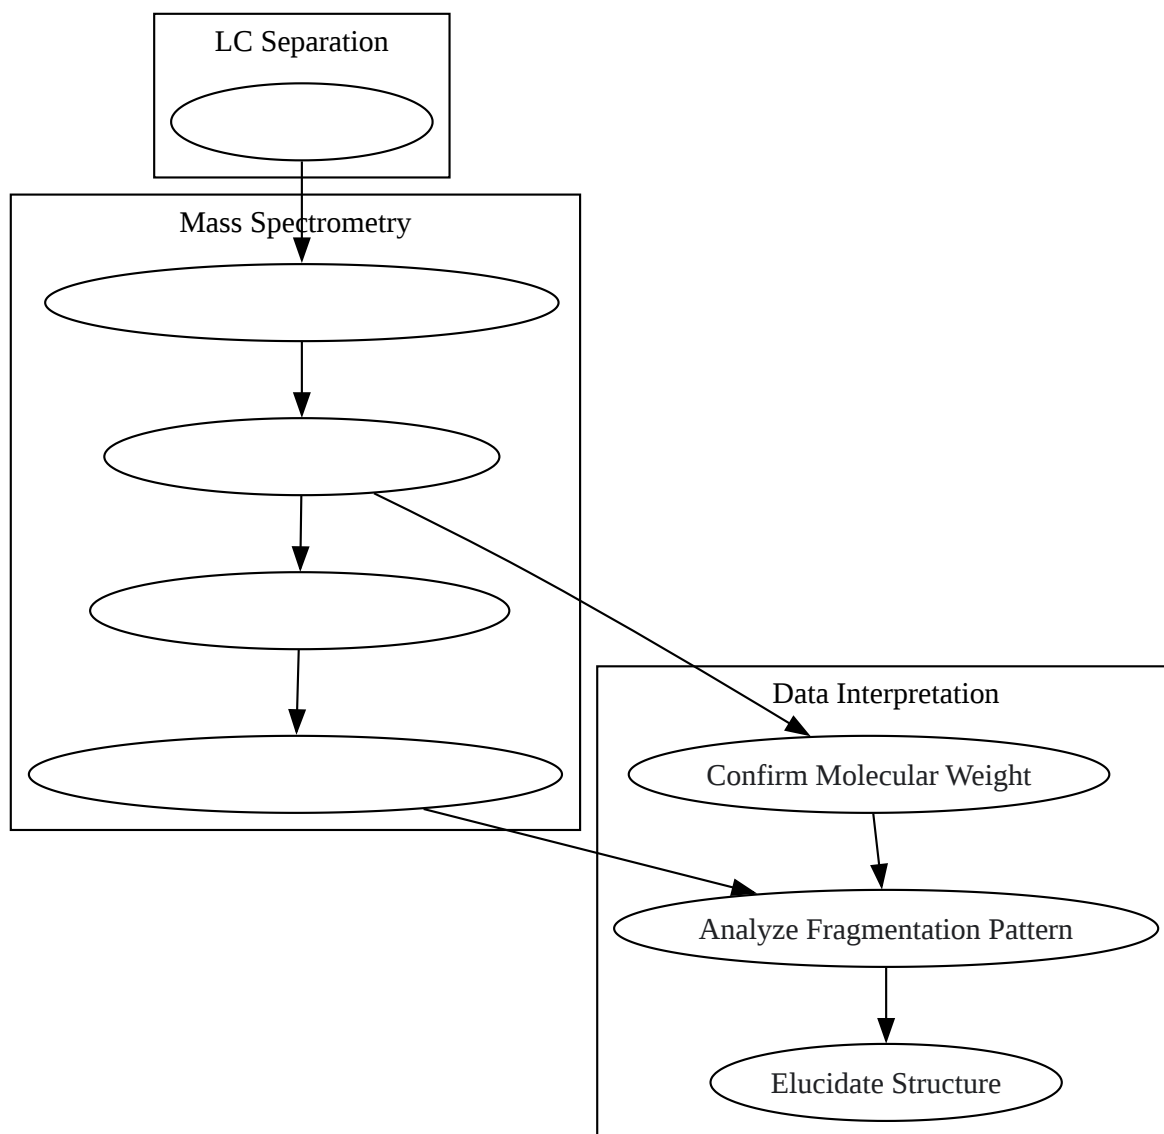 LC Separation
Mass Spectrometry
Data Interpretation
Confirm Molecular Weight
Analyze Fragmentation Pattern
Elucidate Structure